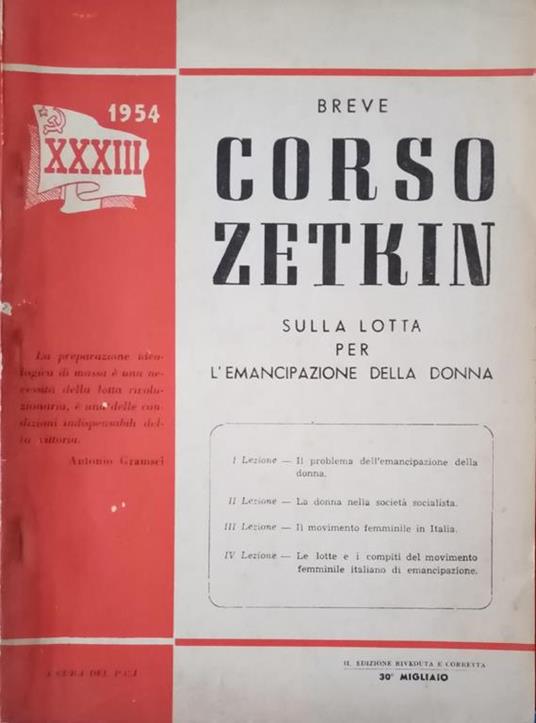 1954
XXXIII
BREVE
CORSO
ZETKIN
SULLA LOTTA
PER
L'EMANCIPAZIONE DELLA DONNA
La preparazione ideo-
logica di massa è una ne-
cessità della lotta rivolu-
zionaria, è una delle con-
dizioni indispensabili del-
la vittoria.
Antonio Gramsci
I Lezione — Il problema dell'emancipazione della
donna.
II Lezione — La donna nella società socialista.
III Lezione — Il movimento femminile in Italia.
IV Lezione — Le lotte e i compiti del movimento
femminile italiano di emancipazione.
A CURA DEL P.C.I
II. EDIZIONE RIVEDUTA E CORRETTA
30° MIGLIAIO